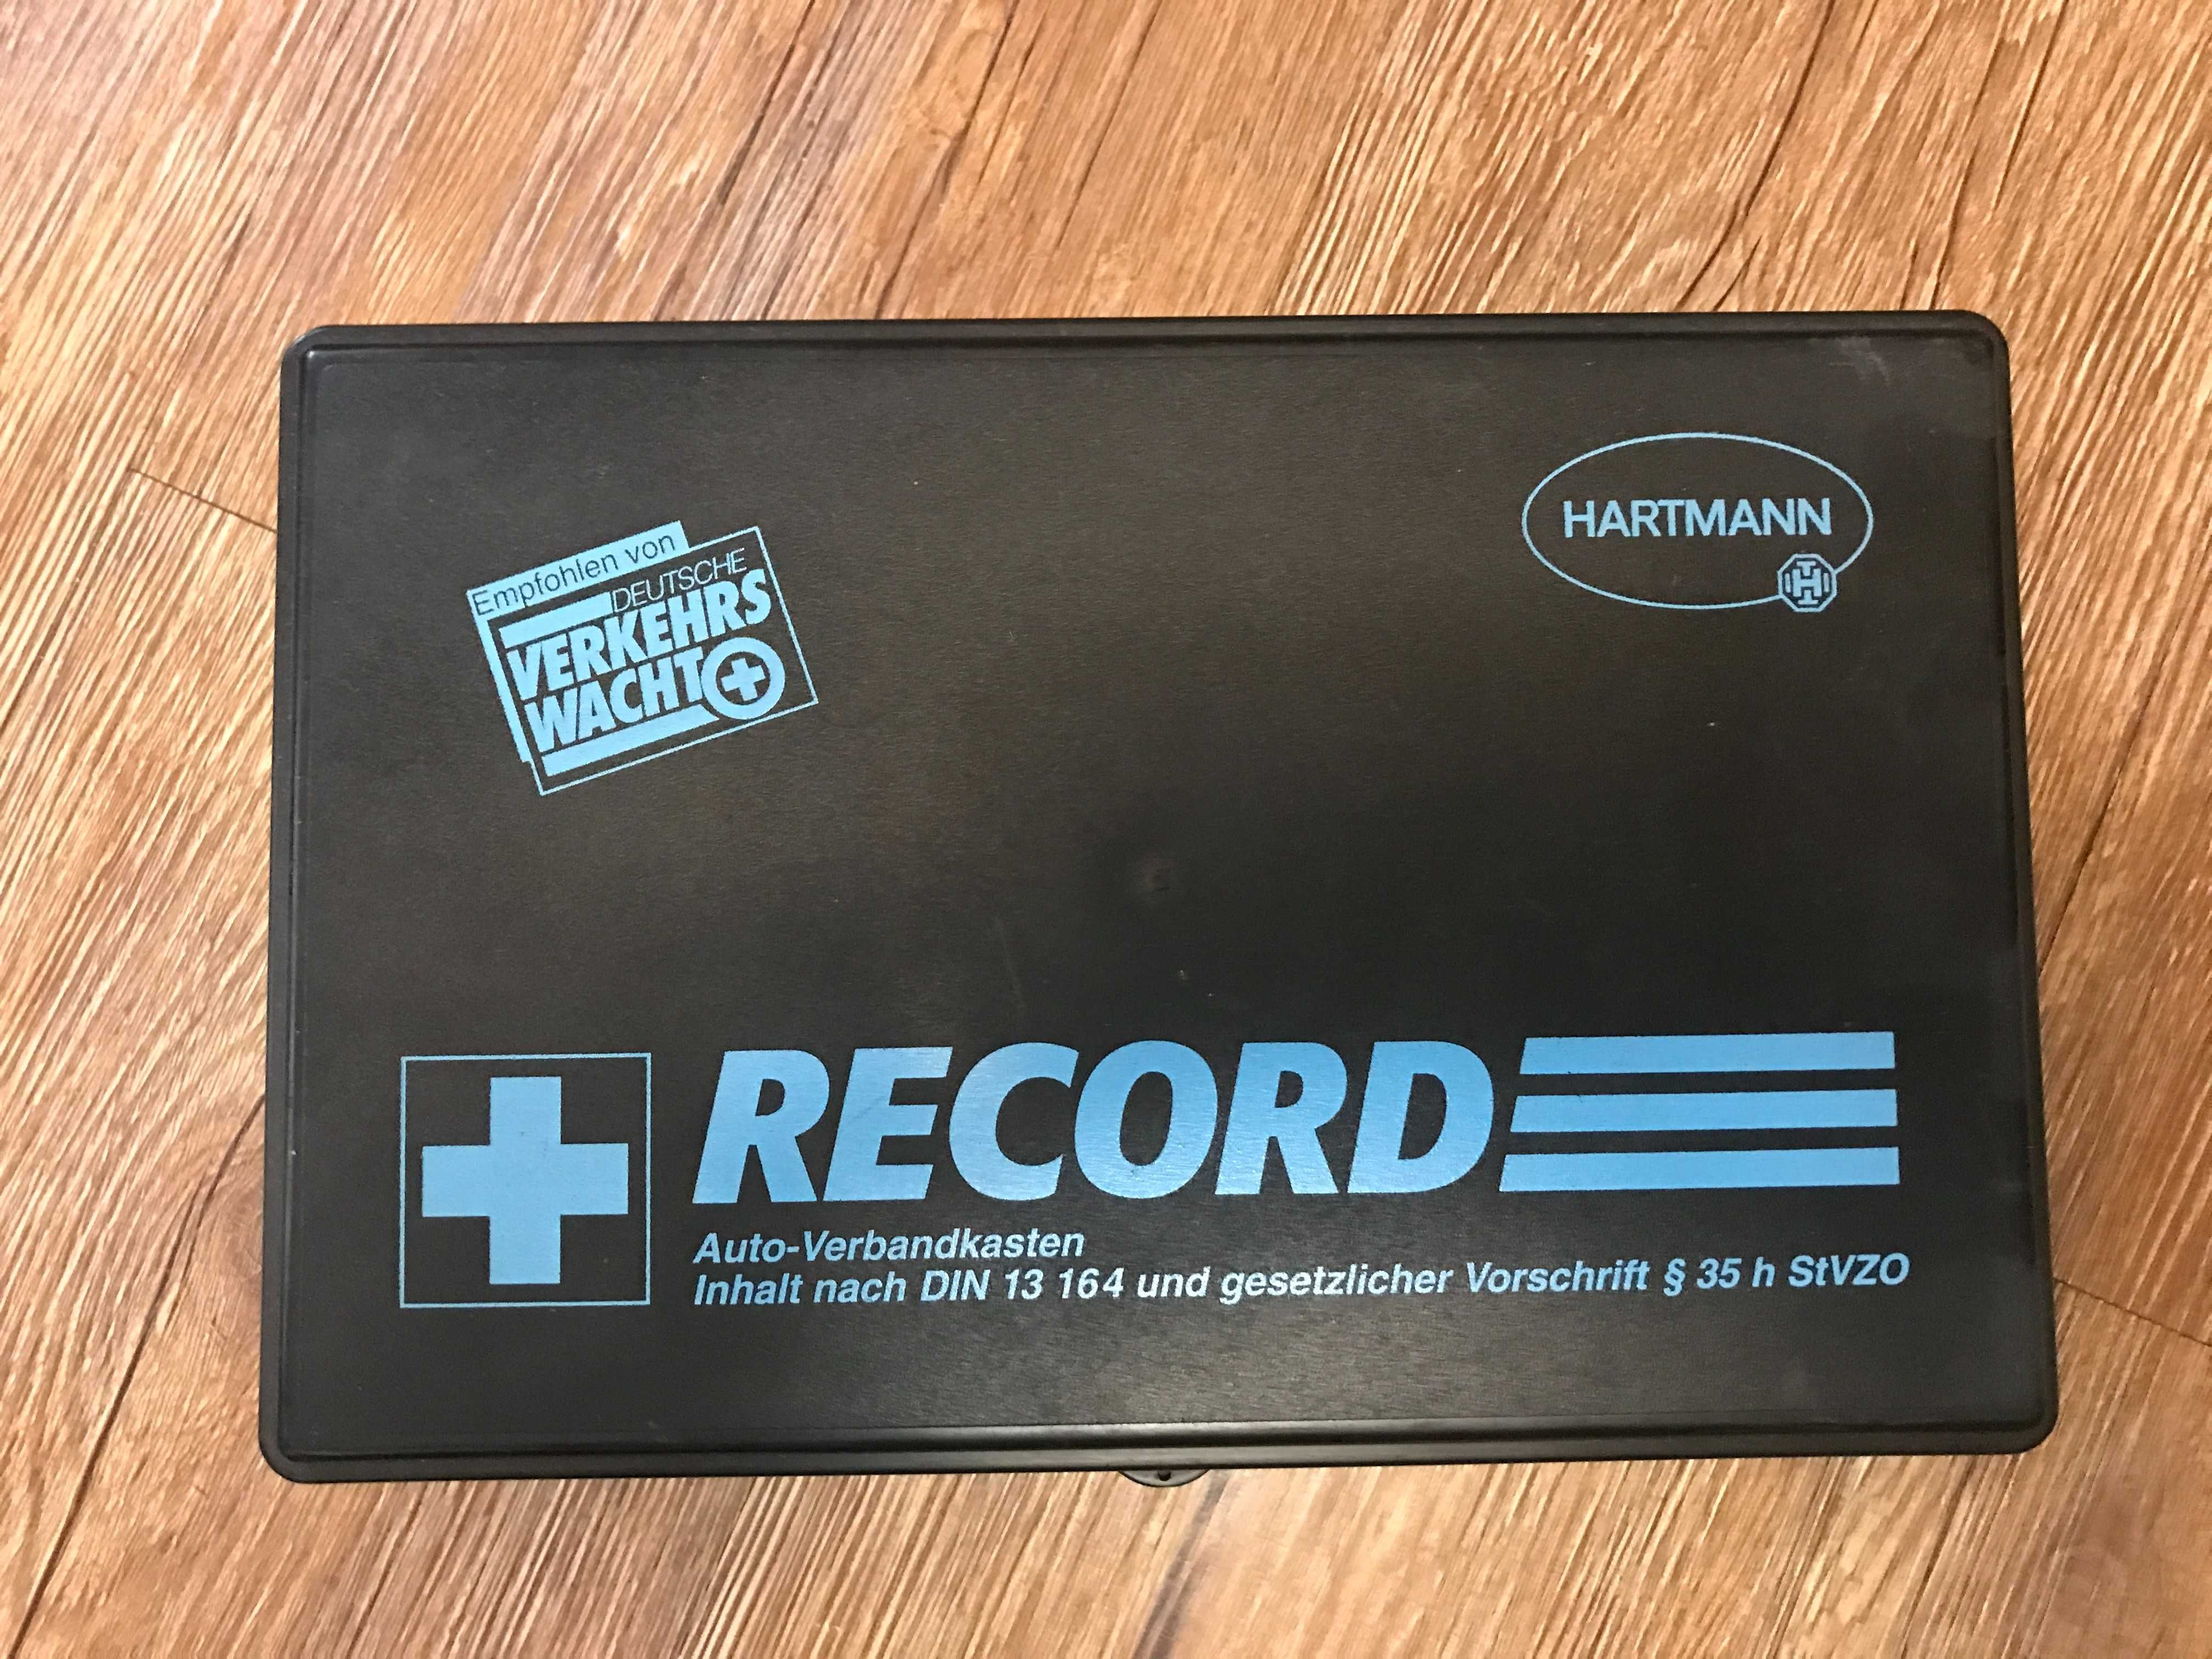 Empfohlen von
DEUTSCHE
VERKEHRS
WACHT
HARTMANN
H
RECORD
Auto-Verbandkasten
Inhalt nach DIN 13 164 und gesetzlicher Vorschrift § 35 h StVZO